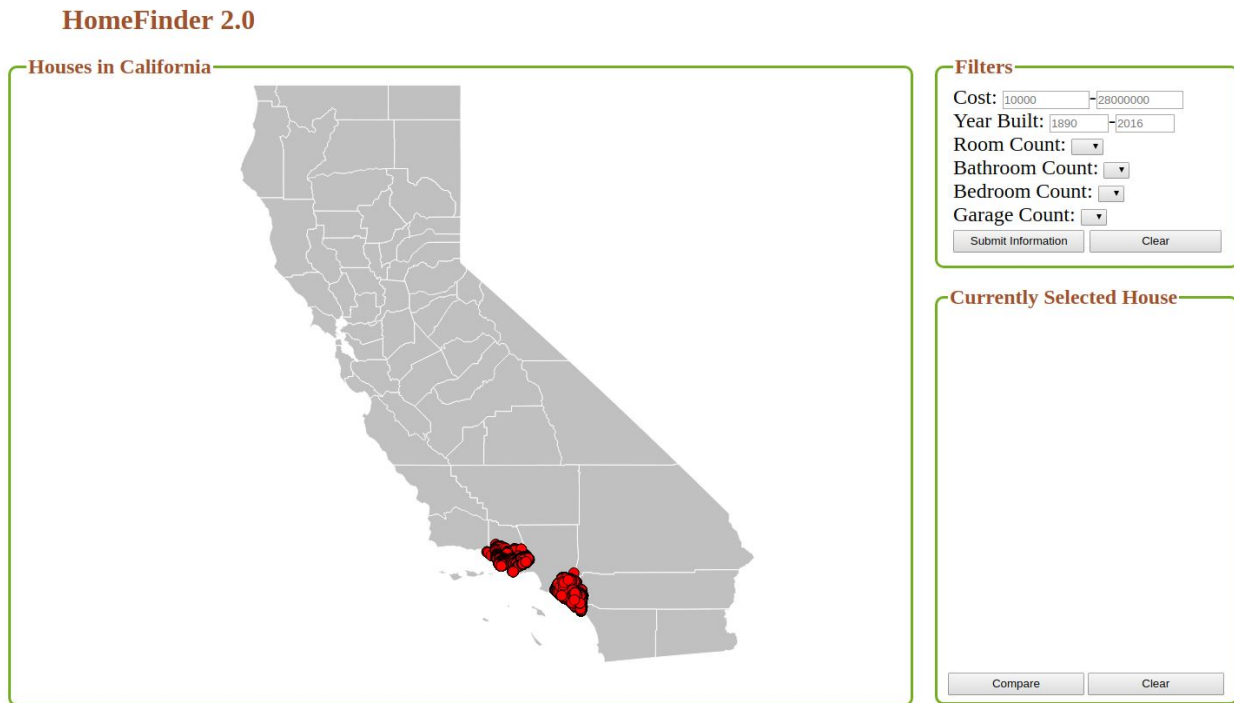 HomeFinder 2.0
Houses in California
Filters
Cost: 10000-28000000
Year Built: 1890-2016
Room Count:
Bathroom Count:
Bedroom Count:
Garage Count:
Submit Information Clear
Currently Selected House
Compare Clear